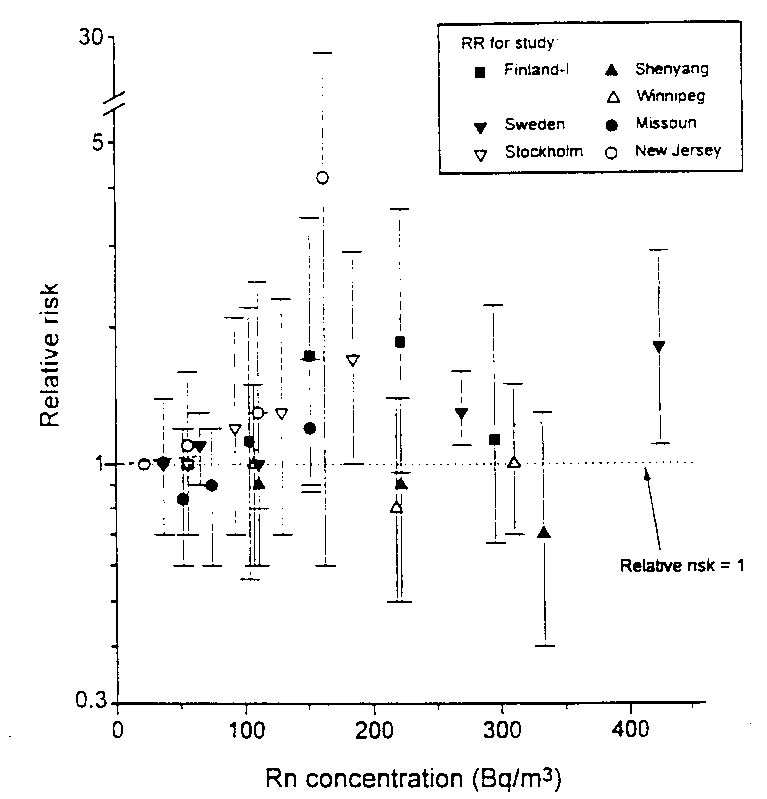 30
5
1
0.3
Relative risk
RR for study
Finland-I
Shenyang
Winnipeg
Sweden
Missouri
Stockholm
New Jersey
Relative risk = 1
0
100
200
300
400
Rn concentration (Bq/m³)